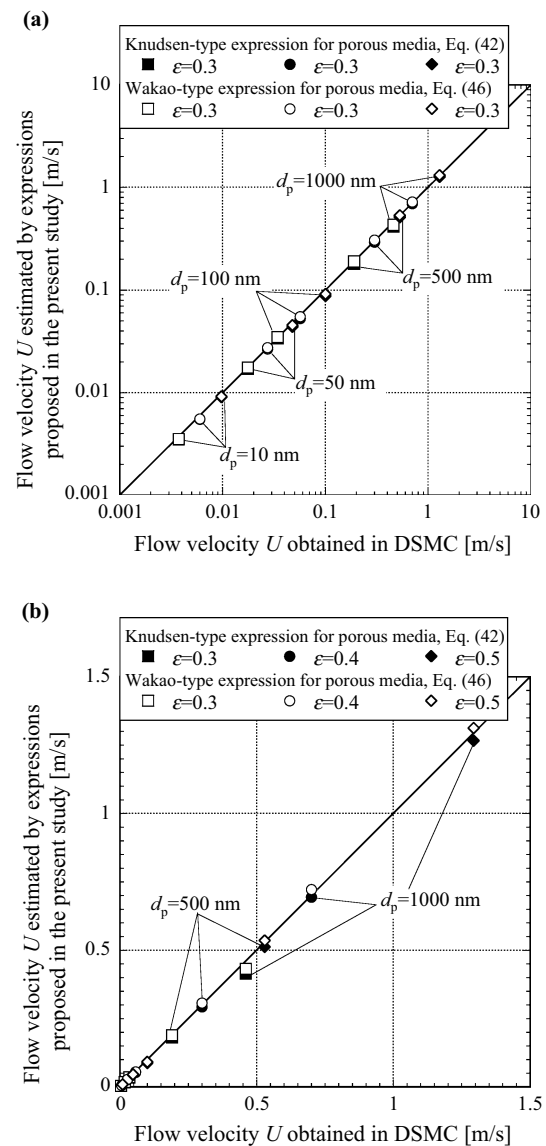 (a)
Knudsen-type expression for porous media, Eq. (42)
ε=0.3 ε=0.3 ε=0.3
Wakao-type expression for porous media, Eq. (46)
ε=0.3 ε=0.3 ε=0.3
10
1
0.1
0.01
0.001
Flow velocity U estimated by expressions
proposed in the present study [m/s]
dp=1000 nm
dp=500 nm
dp=100 nm
dp=50 nm
dp=10 nm
0.001 0.01 0.1 1 10
Flow velocity U obtained in DSMC [m/s]
(b)
Knudsen-type expression for porous media, Eq. (42)
ε=0.3 ε=0.4 ε=0.5
Wakao-type expression for porous media, Eq. (46)
ε=0.3 ε=0.4 ε=0.5
1.5
1
0.5
0
Flow velocity U estimated by expressions
proposed in the present study [m/s]
dp=500 nm
dp=1000 nm
0 0.5 1 1.5
Flow velocity U obtained in DSMC [m/s]